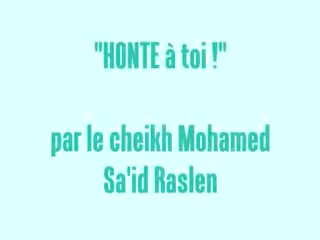 "HONTE à toi !"
par le cheikh Mohamed
Sa'id Raslen